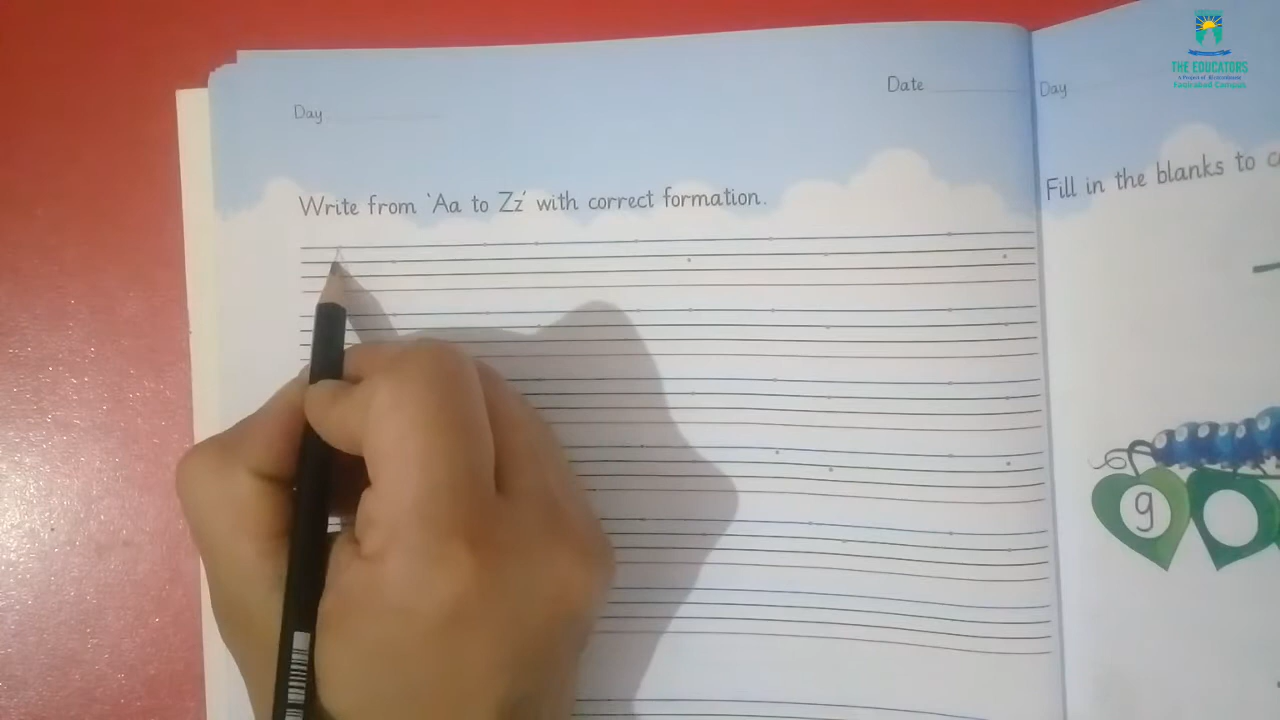 THE EDUCATORS
Date
Day
Day
Write from 'Aa to Zz' with correct formation.
Fill in the blanks to
g